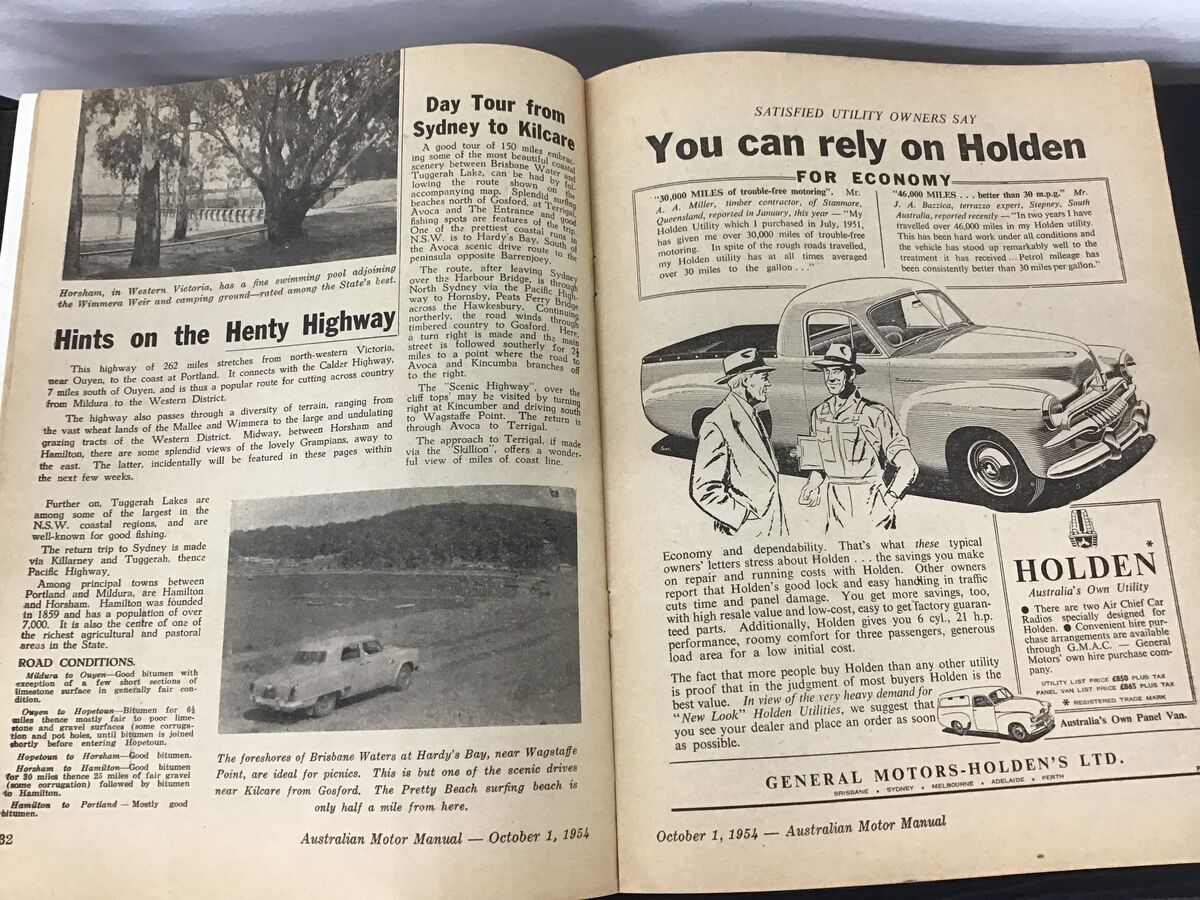 Horsham, in Western Victoria, has a fine swimming pool adjoining
the Wimmera Weir and camping ground—rated among the State's best.
Hints on the Henty Highway
This highway of 262 miles stretches from north-western Victoria,
near Ouyen, to the coast at Portland. It connects with the Calder Highway,
7 miles south of Ouyen, and is thus a popular route for cutting across country
from Mildura to the Western District.
The highway also passes through a diversity of terrain, ranging from
the vast wheat lands of the Mallee and Wimmera to the large and undulating
grazing tracts of the Western District. Midway, between Horsham and
Hamilton, there are some splendid views of the lovely Grampians, away to
the east. The latter, incidentally will be featured in these pages within
the next few weeks.
Day Tour from
Sydney to Kilcare
A good tour of 150 miles embrac-
ing some of the most beautiful coastal
scenery between Brisbane Water and
Tuggerah Lake, can be had by fol-
lowing the route shown on the
accompanying map. Splendid surfing
beaches north of Gosford, at Terrigal,
Avoca and The Entrance and good
fishing spots are features of the trip.
One of the prettiest coastal runs in
N.S.W. is to Hardy's Bay, South of
the Avoca scenic drive route to the
peninsula opposite Barrenjoey.
The route, after leaving Sydney
over the Harbour Bridge, is through
North Sydney via the Pacific High-
way to Hornsby, Peats Ferry Bridge
across the Hawkesbury. Continuing
northerly, the road winds through
timbered country to Gosford. Here,
a turn right is made and the main
street is followed southerly for 2½
miles to a point where the road to
Avoca and Kincumba branches off
to the right.
The "Scenic Highway", over the
cliff tops' may be visited by turning
right at Kincumber and driving south
to Wagstaffe Point. The return is
through Avoca to Terrigal.
The approach to Terrigal, if made
via the "Skillion", offers a wonder-
ful view of miles of coast line.
Further on, Tuggerah Lakes are
among some of the largest in the
N.S.W. coastal regions, and are
well-known for good fishing.
The return trip to Sydney is made
via Killarney and Tuggerah, thence
Pacific Highway.
Among principal towns between
Portland and Mildura, are Hamilton
and Horsham. Hamilton was founded
in 1859 and has a population of over
7,000. It is also the centre of one of
the richest agricultural and pastoral
areas in the State.
ROAD CONDITIONS.
Mildura to Ouyen—Good bitumen with
exception of a few short sections of
limestone surface in generally fair con-
dition.
Ouyen to Hopetoun—Bitumen for 6½
miles thence mostly fair to poor lime-
stone and gravel surfaces (some corruga-
tion and pot holes, until bitumen is joined
shortly before entering Hopetoun.
Hopetoun to Horsham—Good bitumen.
Horsham to Hamilton—Good bitumen
for 30 miles thence 25 miles of fair gravel
(some corrugation) followed by bitumen
to Hamilton.
Hamilton to Portland — Mostly good
bitumen.
The foreshores of Brisbane Waters at Hardy's Bay, near Wagstaffe
Point, are ideal for picnics. This is but one of the scenic drives
near Kilcare from Gosford. The Pretty Beach surfing beach is
only half a mile from here.
32
Australian Motor Manual — October 1, 1954
SATISFIED UTILITY OWNERS SAY
You can rely on Holden
FOR ECONOMY
"30,000 MILES of trouble-free motoring". Mr.
A. A. Miller, timber contractor, of Stanmore,
Queensland, reported in January, this year — "My
Holden Utility which I purchased in July, 1951,
has given me over 30,000 miles of trouble-free
motoring. In spite of the rough roads travelled,
my Holden utility has at all times averaged
over 30 miles to the gallon . . ."
"46,000 MILES . . . better than 30 m.p.g." Mr.
J. A. Bazzica, terrazzo expert, Stepney, South
Australia, reported recently — "In two years I have
travelled over 46,000 miles in my Holden utility.
This has been hard work under all conditions and
the vehicle has stood up remarkably well to the
treatment it has received ... Petrol mileage has
been consistently better than 30 miles per gallon."
Economy and dependability. That's what these typical
owners' letters stress about Holden . . . the savings you make
on repair and running costs with Holden. Other owners
report that Holden's good lock and easy handling in traffic
cuts time and panel damage. You get more savings, too,
with high resale value and low-cost, easy to get factory guaran-
teed parts. Additionally, Holden gives you 6 cyl., 21 h.p.
performance, roomy comfort for three passengers, generous
load area for a low initial cost.
The fact that more people buy Holden than any other utility
is proof that in the judgment of most buyers Holden is the
best value. In view of the very heavy demand for
"New Look" Holden Utilities, we suggest that
you see your dealer and place an order as soon
as possible.
HOLDEN*
Australia's Own Utility
● There are two Air Chief Car
Radios specially designed for
Holden. ● Convenient hire pur-
chase arrangements are available
through G.M.A.C. — General
Motors' own hire purchase com-
pany.
UTILITY LIST PRICE £850 PLUS TAX
PANEL VAN LIST PRICE £865 PLUS TAX
* REGISTERED TRADE MARK
Australia's Own Panel Van.
GENERAL MOTORS-HOLDEN'S LTD.
BRISBANE . SYDNEY . MELBOURNE . ADELAIDE . PERTH
October 1, 1954 — Australian Motor Manual